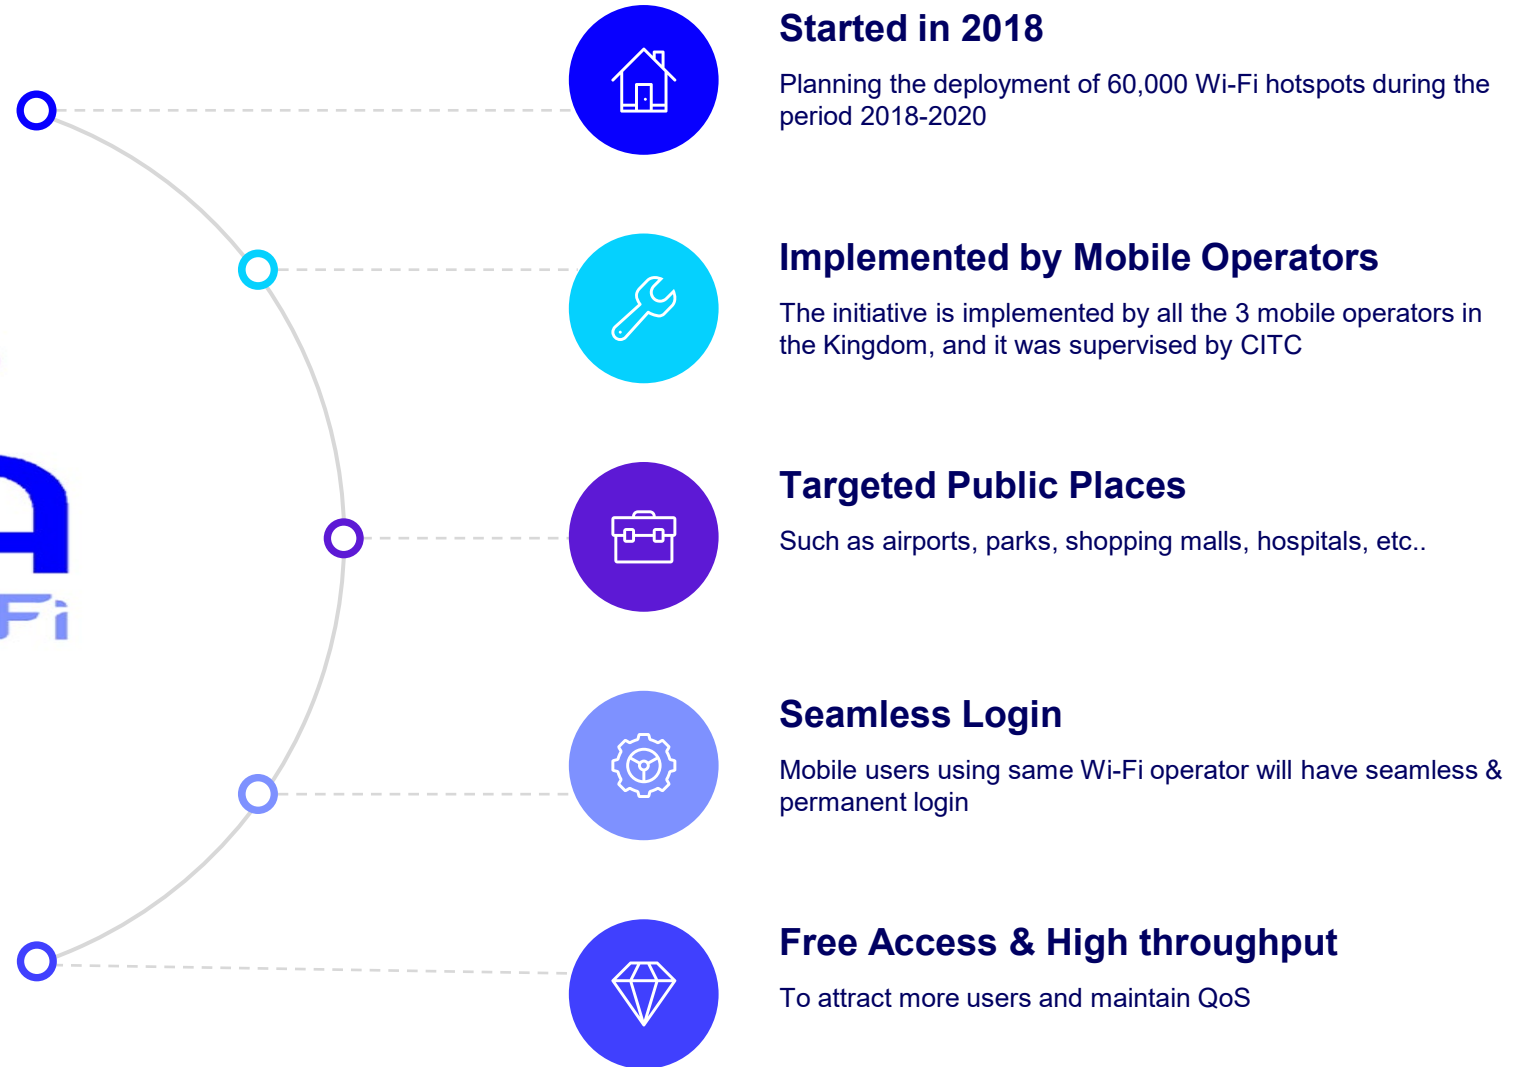 Started in 2018
Planning the deployment of 60,000 Wi-Fi hotspots during the
period 2018-2020
Implemented by Mobile Operators
The initiative is implemented by all the 3 mobile operators in
the Kingdom, and it was supervised by CITC
Targeted Public Places
Such as airports, parks, shopping malls, hospitals, etc..
A
Fi
Seamless Login
Mobile users using same Wi-Fi operator will have seamless &
permanent login
Free Access & High throughput
To attract more users and maintain QoS